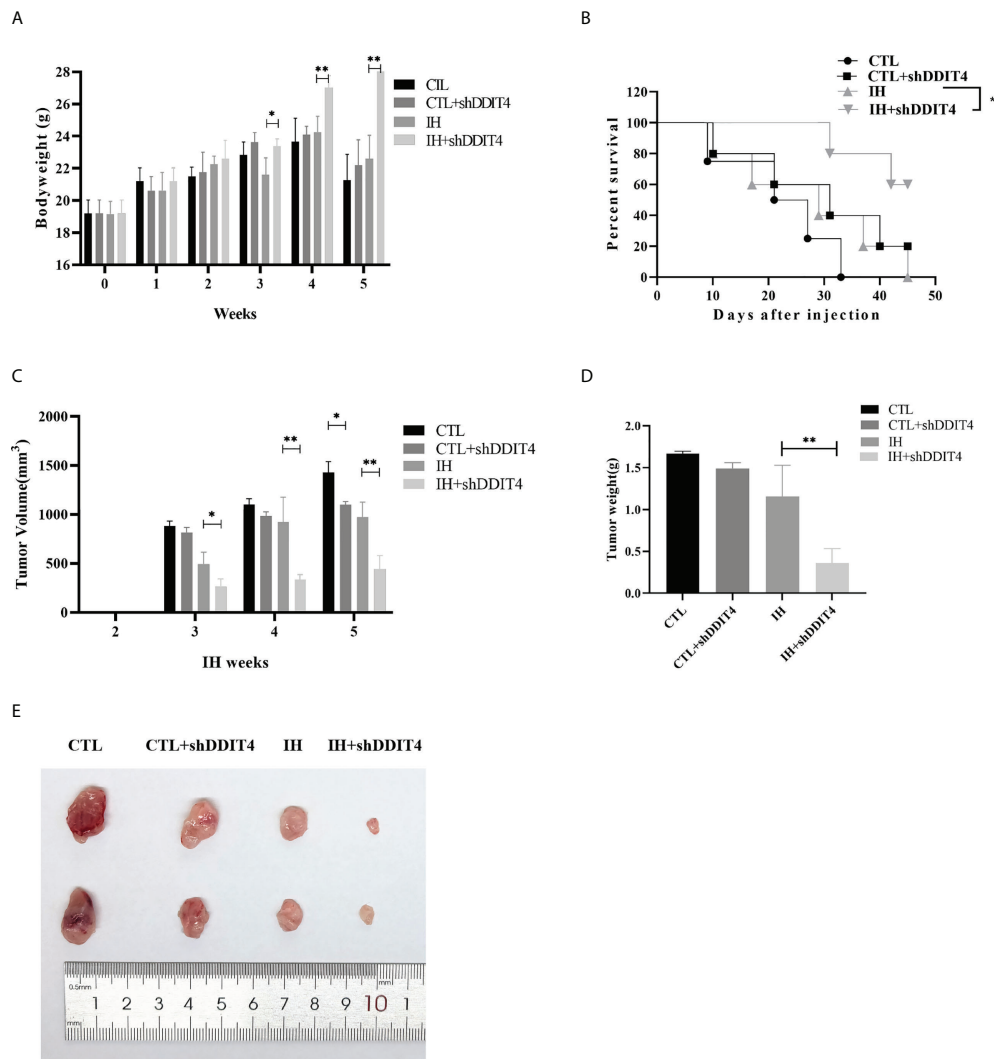 A
Bodyweight (g)
28
26
24
22
20
18
16
** **
*
CIL
CTL+shDDIT4
IH
IH+shDDIT4
0 1 2 3 4 5
Weeks
B
Percent survival
120
100
80
60
40
20
0
CTL
CTL+shDDIT4
IH
IH+shDDIT4
*
0 10 20 30 40 50
Days after injection
C
Tumor Volume(mm³)
2000
1500
1000
500
0
* ** *
**
CTL
CTL+shDDIT4
IH
IH+shDDIT4
2 3 4 5
IH weeks
D
Tumor weight(g)
2.0
1.5
1.0
0.5
0.0
**
CTL
CTL+shDDIT4
IH
IH+shDDIT4
CTL CTL+shDDIT4 IH IH+shDDIT4
E
CTL CTL+shDDIT4 IH IH+shDDIT4
0.5mm mm
1 2 3 4 5 6 7 8 9 10 1
mm